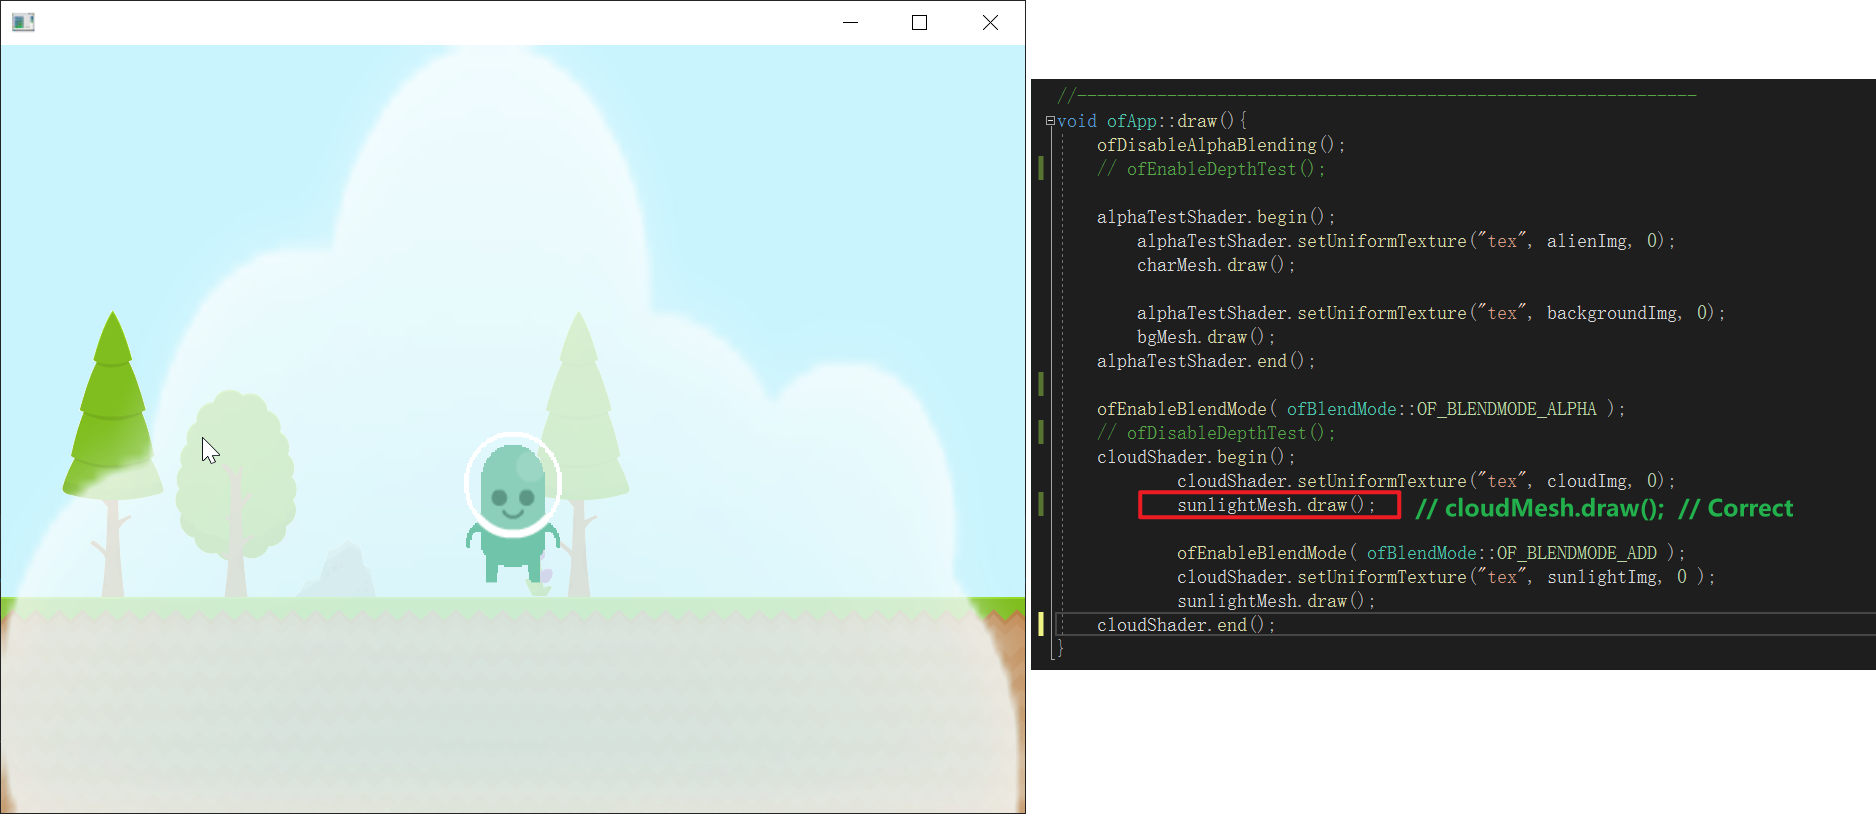 //--------------------------------------------------------------
void ofApp::draw(){
ofDisableAlphaBlending();
// ofEnableDepthTest();
alphaTestShader.begin();
alphaTestShader.setUniformTexture("tex", alienImg, 0);
charMesh.draw();
alphaTestShader.setUniformTexture("tex", backgroundImg, 0);
bgMesh.draw();
alphaTestShader.end();
ofEnableBlendMode( ofBlendMode::OF_BLENDMODE_ALPHA );
// ofDisableDepthTest();
cloudShader.begin();
cloudShader.setUniformTexture("tex", cloudImg, 0);
sunlightMesh.draw(); // cloudMesh.draw(); // Correct
ofEnableBlendMode( ofBlendMode::OF_BLENDMODE_ADD );
cloudShader.setUniformTexture("tex", sunlightImg, 0 );
sunlightMesh.draw();
cloudShader.end();
}